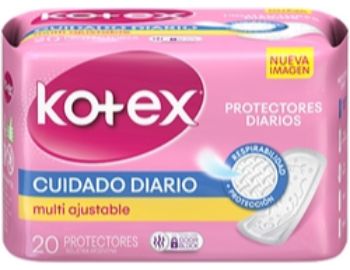 NUEVA
IMAGEN
kotex
PROTECTORES
DIARIOS
RESPIRABILIDAD
+PROTECCIÓN
CUIDADO DIARIO
multi ajustable
20 PROTECTORES